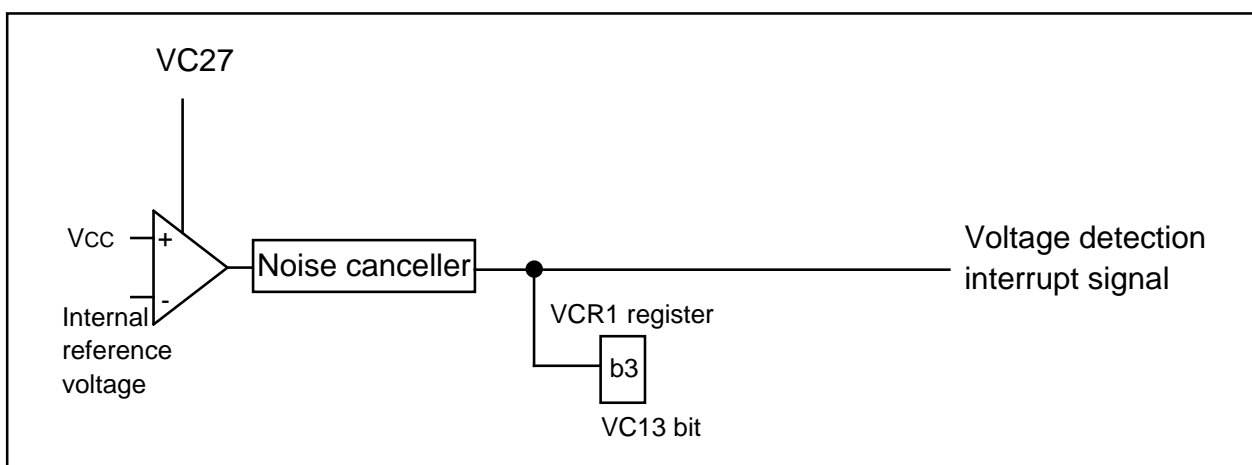 VC27
VCC
+
-
Internal
reference
voltage
Noise canceller
VCR1 register
b3
VC13 bit
Voltage detection
interrupt signal